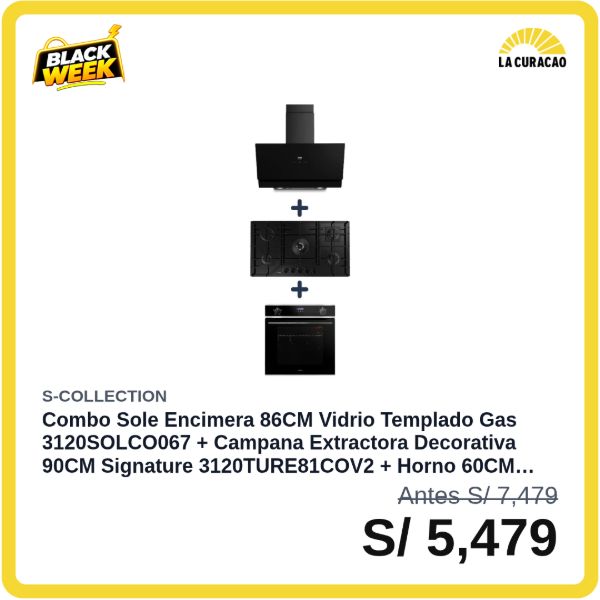 BLACK
WEEK
LA CURACAO
S-COLLECTION
Combo Sole Encimera 86CM Vidrio Templado Gas
3120SOLCO067 + Campana Extractora Decorativa
90CM Signature 3120TURE81COV2 + Horno 60CM...
Antes S/ 7,479
S/ 5,479